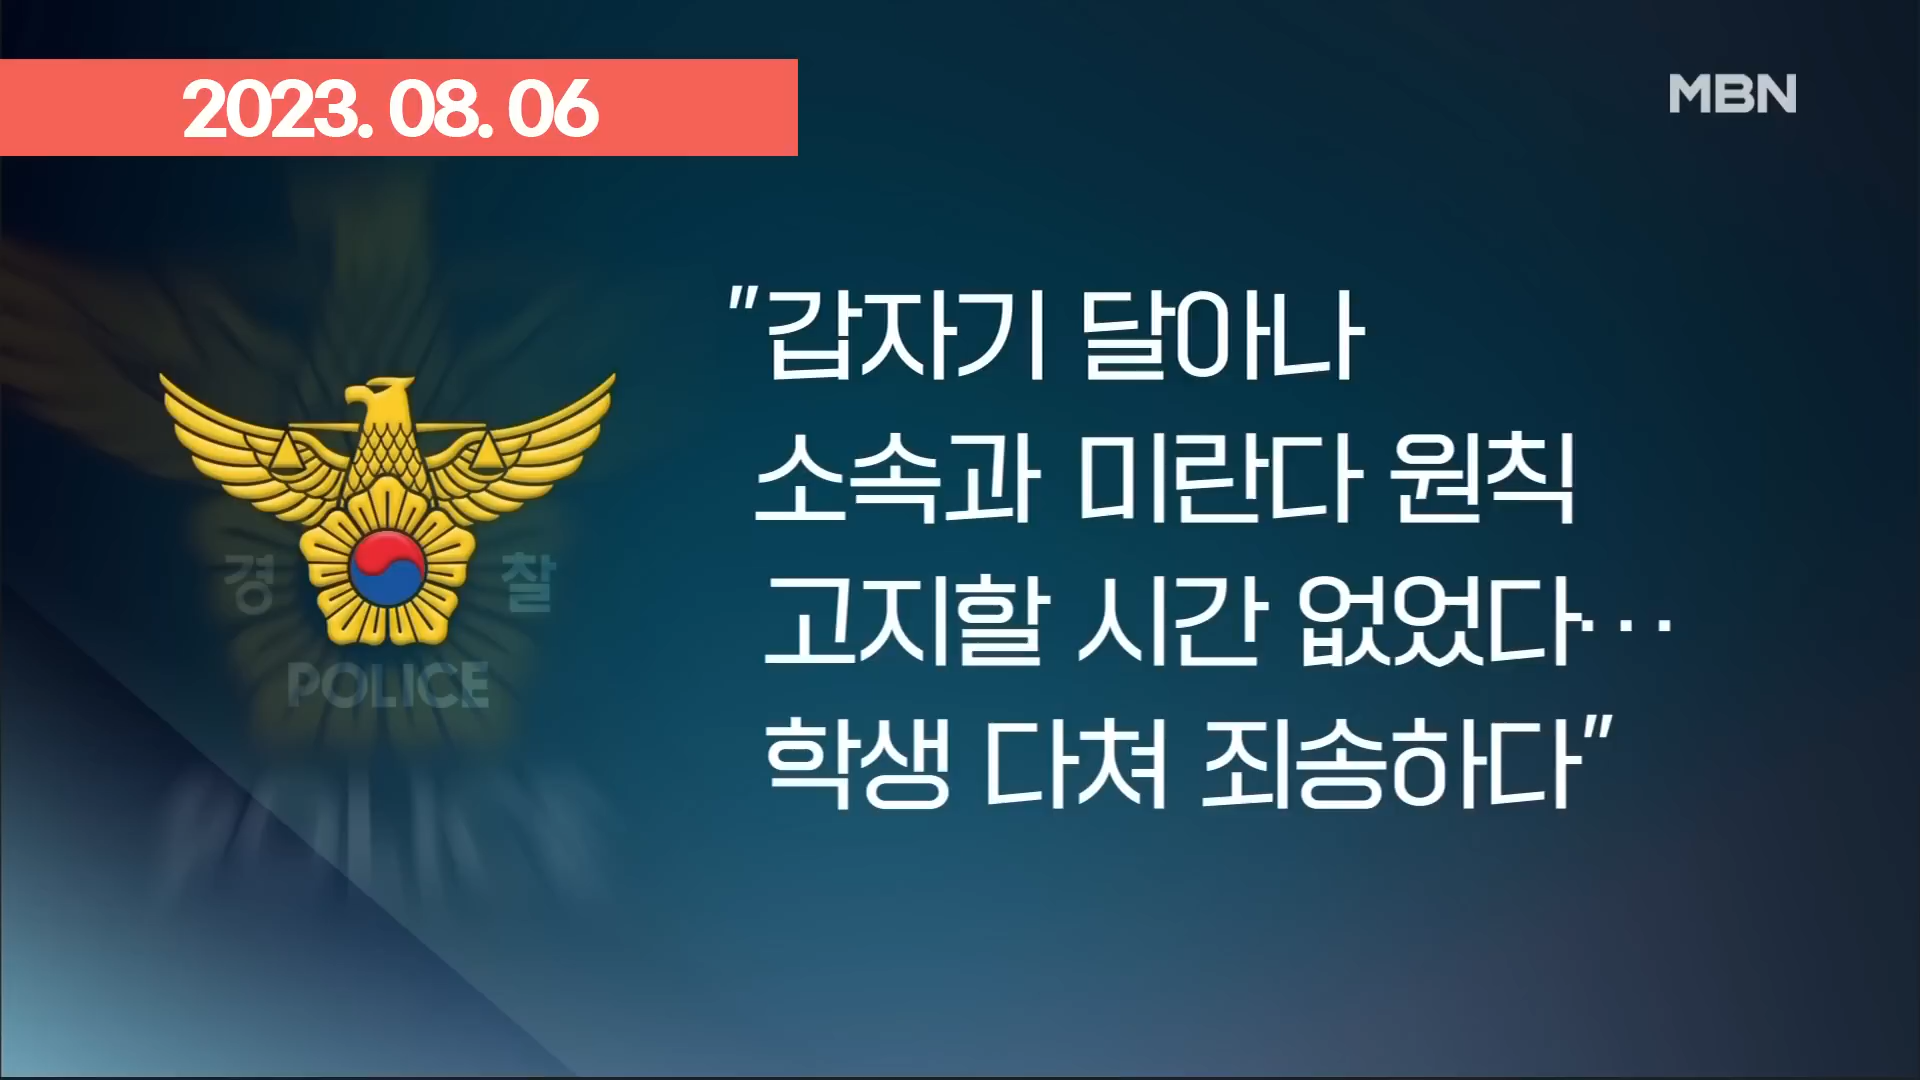 2023. 08. 06
MBN
"갑자기 달아나
소속과 미란다 원칙
고지할 시간 없었다…
학생 다쳐 죄송하다"
경 찰
POLICE